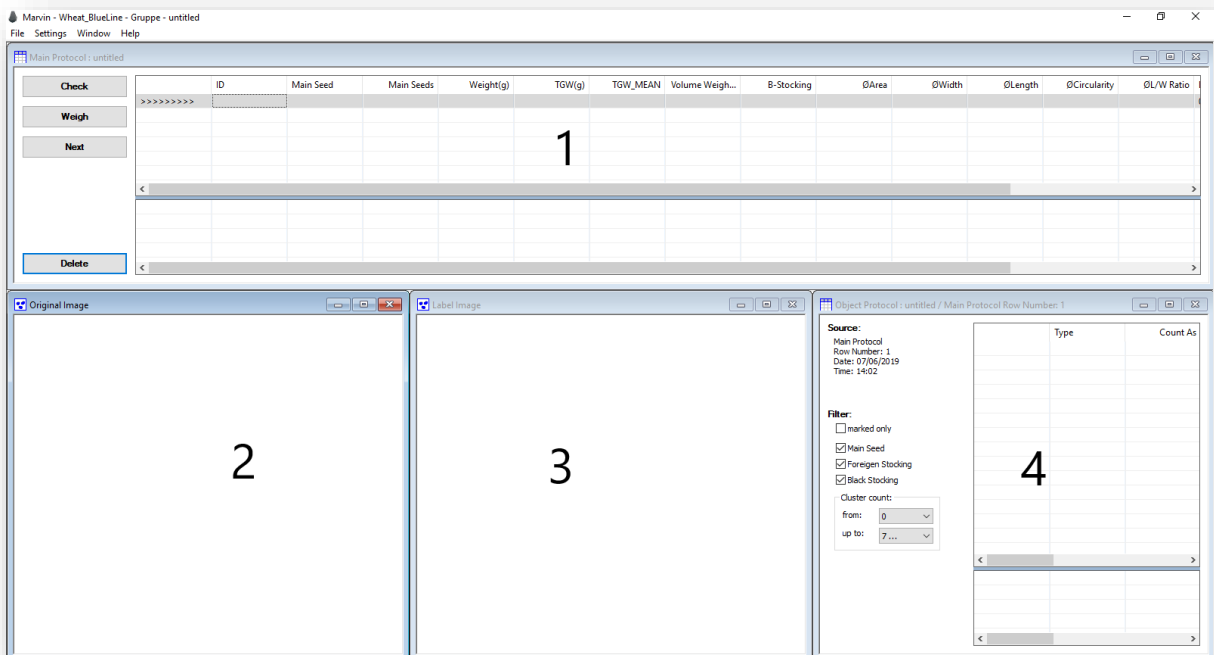 Marvin - Wheat_BlueLine - Gruppe - untitled
File Settings Window Help
Main Protocol : untitled
Check
Weigh
Next
Delete
ID Main Seed Main Seeds Weight(g) TGW(g) TGW_MEAN Volume Weigh... B-Stocking ØArea ØWidth ØLength ØCircularity ØL/W Ratio
>>>>>>>>>
1
Original Image
2
Label Image
3
Object Protocol : untitled / Main Protocol Row Number: 1
Source:
Main Protocol
Row Number: 1
Date: 07/06/2019
Time: 14:02
Filter:
marked only
Main Seed
Foreigen Stocking
Black Stocking
Cluster count:
from: 0
up to: 7 ...
Type Count As
4